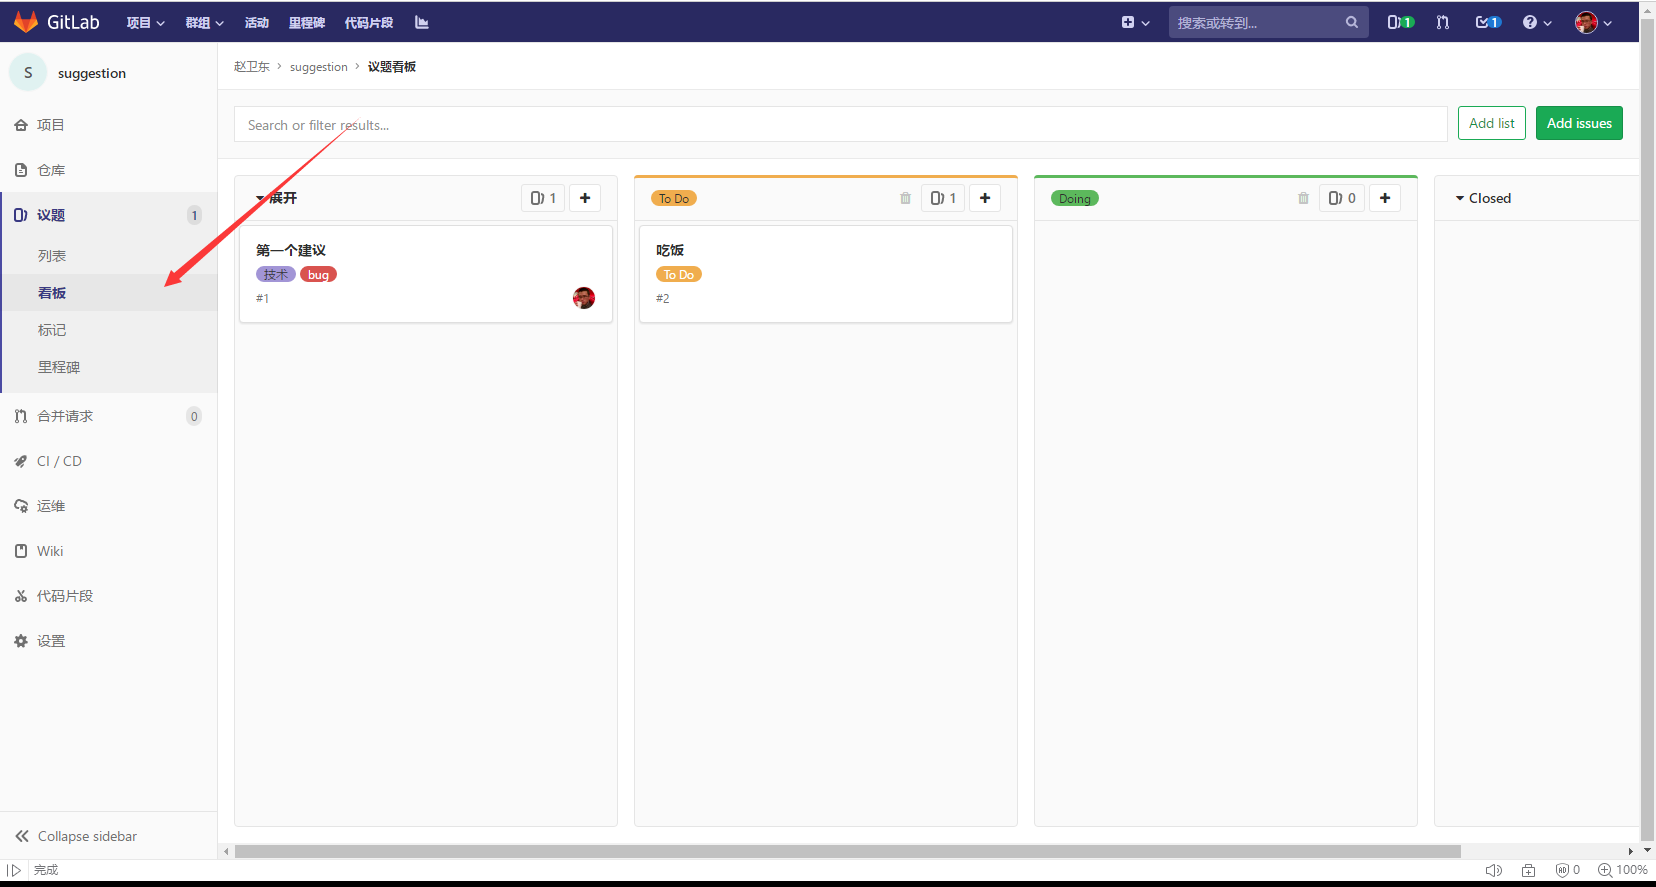 GitLab 项目 群组 活动 里程碑 代码片段 搜索或转到... 1 1
S suggestion
赵卫东 > suggestion > 议题看板
项目
仓库
议题 1
列表
看板
标记
里程碑
合并请求 0
CI / CD
运维
Wiki
代码片段
设置
Collapse sidebar
Search or filter results... Add list Add issues
展开 1
第一个建议
技术 bug
#1
To Do 1
吃饭
To Do
#2
Doing 0
Closed
完成 0 100%